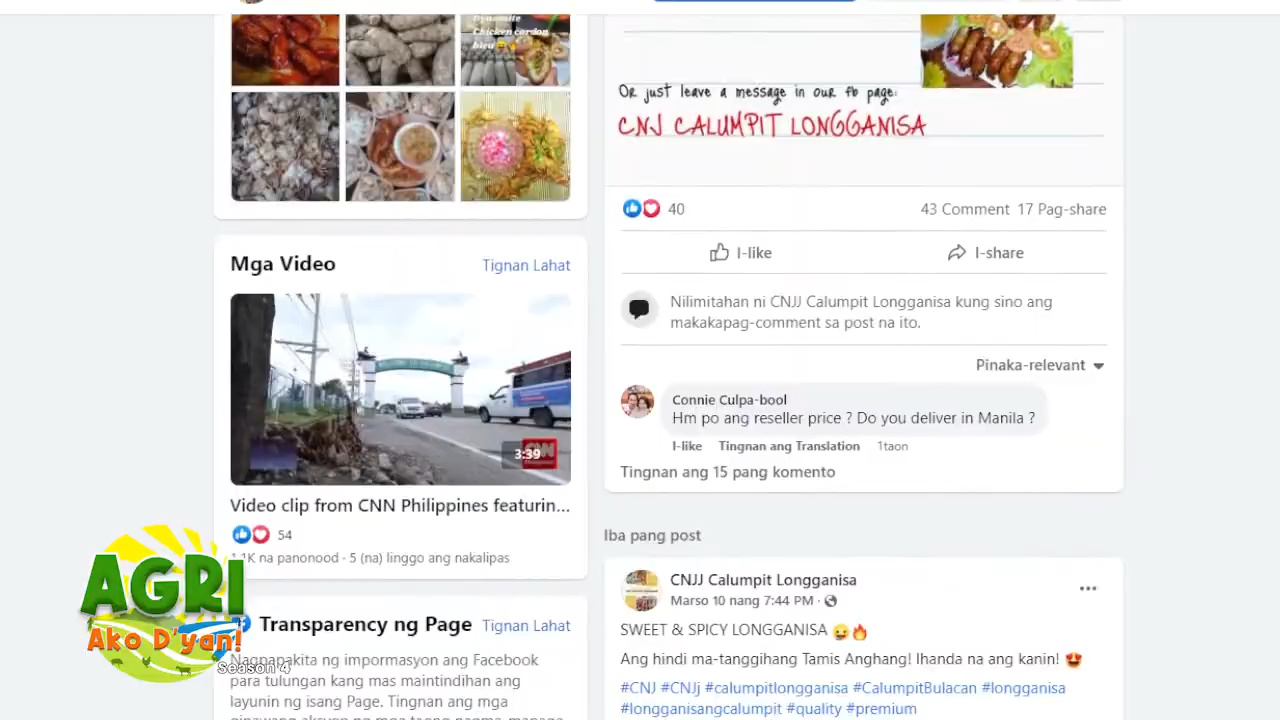 Dynamite
Chicken cordon
bleu
Or just leave a message in our fb page:
CNJ CALUMPIT LONGGANISA
40
43 Comment 17 Pag-share
I-like
I-share
Nilimitahan ni CNJJ Calumpit Longganisa kung sino ang
makakapag-comment sa post na ito.
Pinaka-relevant
Connie Culpa-bool
Hm po ang reseller price ? Do you deliver in Manila ?
I-like Tingnan ang Translation 1taon
Tingnan ang 15 pang komento
Mga Video
Tignan Lahat
3:39
CNN
Video clip from CNN Philippines featurin...
54
1.1K na panonood · 5 (na) linggo ang nakalipas
Transparency ng Page
Tignan Lahat
Nagpapakita ng impormasyon ang Facebook
para tulungan kang mas maintindihan ang
layunin ng isang Page. Tingnan ang mga
Iba pang post
CNJJ Calumpit Longganisa
Marso 10 nang 7:44 PM ·
SWEET & SPICY LONGGANISA 😛🔥
Ang hindi ma-tanggihang Tamis Anghang! Ihanda na ang kanin! 🤩
#CNJ #CNJj #calumpitlongganisa #CalumpitBulacan #longganisa
#longganisangcalumpit #quality #premium
AGRI
Ako D'yan!
Season 4